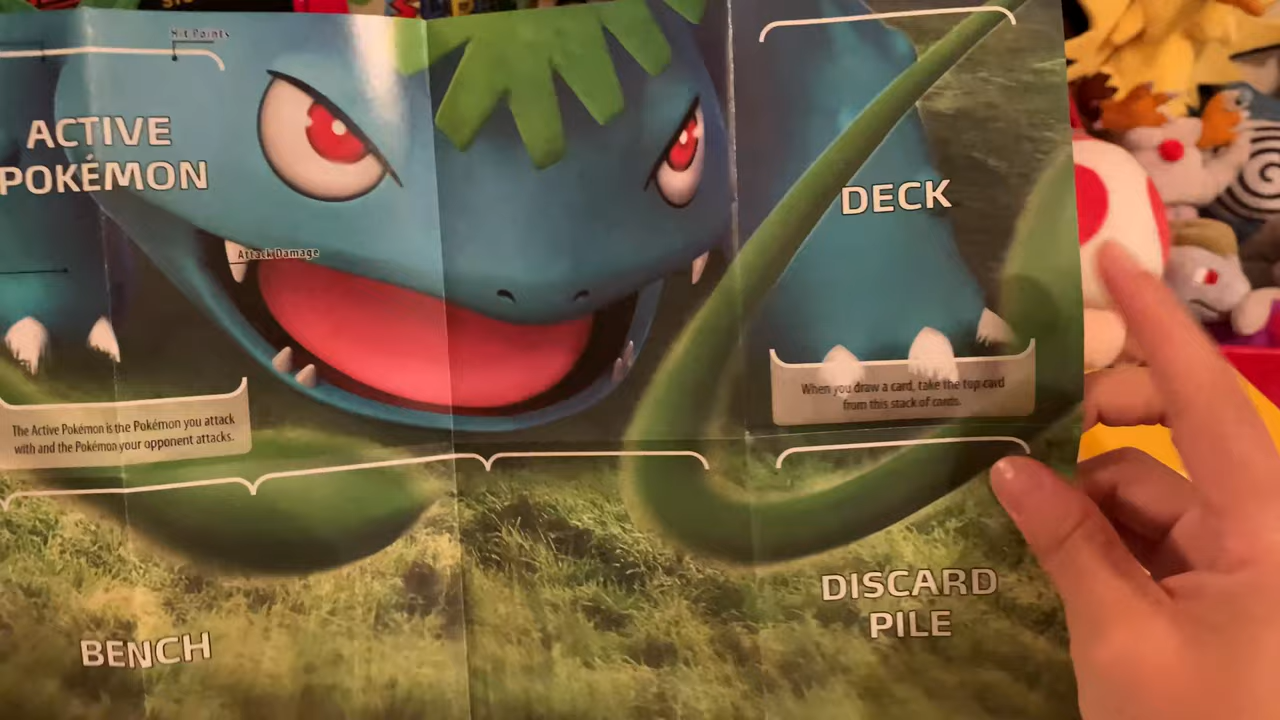 Hit Points
ACTIVE
POKÉMON
DECK
Attack Damage
When you draw a card, take the top card
from this stack of cards.
The Active Pokémon is the Pokémon you attack
with and the Pokémon your opponent attacks.
DISCARD
PILE
BENCH